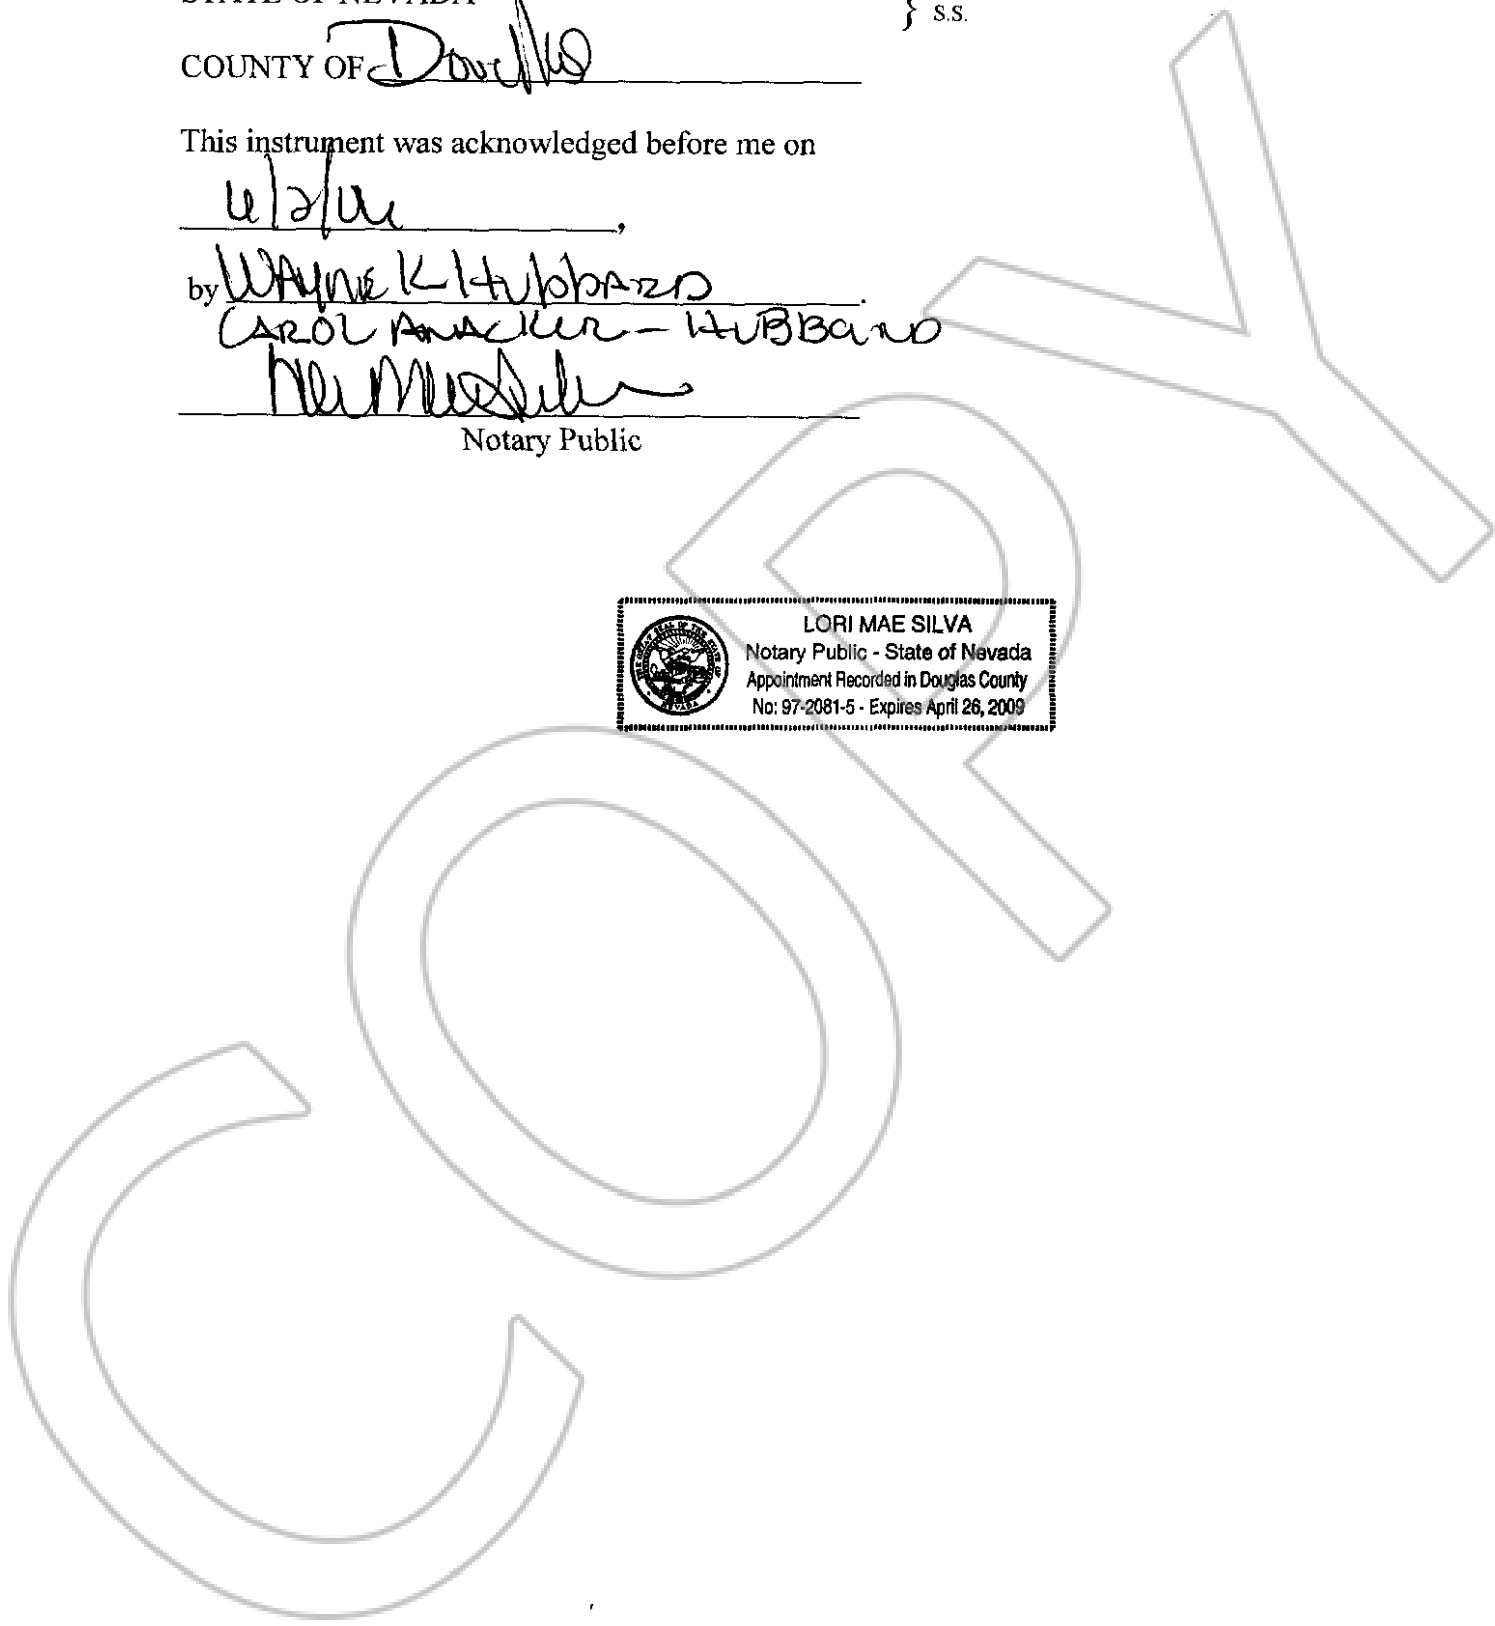 STATE OF NEVADA
} s.s.
COUNTY OF Douglas
This instrument was acknowledged before me on
6/2/06,
by WAYNE K HUBBARD.
CAROL ANACKER - HUBBARD
Notary Public
LORI MAE SILVA
Notary Public - State of Nevada
Appointment Recorded in Douglas County
No: 97-2081-5 - Expires April 26, 2009
COPY